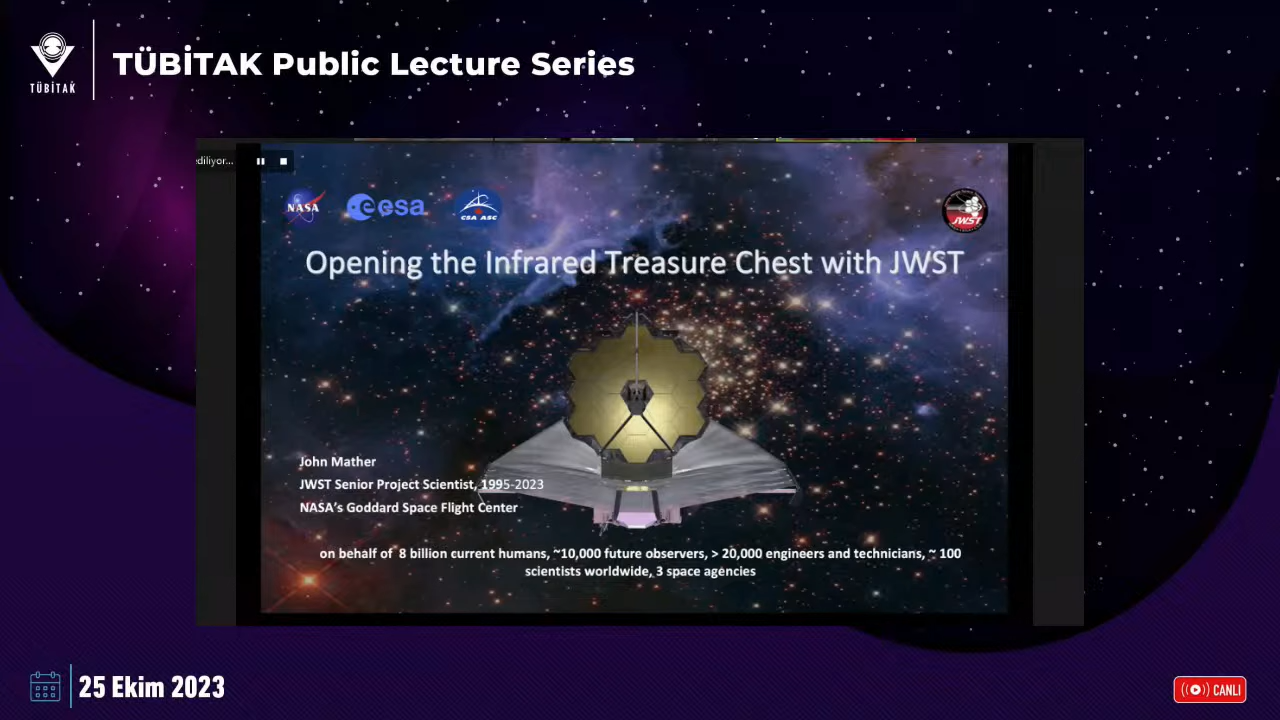 TÜBİTAK Public Lecture Series
TÜBİTAK
ediliyor...
NASA
esa
CSA ASC
JWST
Opening the Infrared Treasure Chest with JWST
John Mather
JWST Senior Project Scientist, 1995-2023
NASA's Goddard Space Flight Center
on behalf of 8 billion current humans, ~10,000 future observers, > 20,000 engineers and technicians, ~ 100
scientists worldwide, 3 space agencies
25 Ekim 2023
CANLI